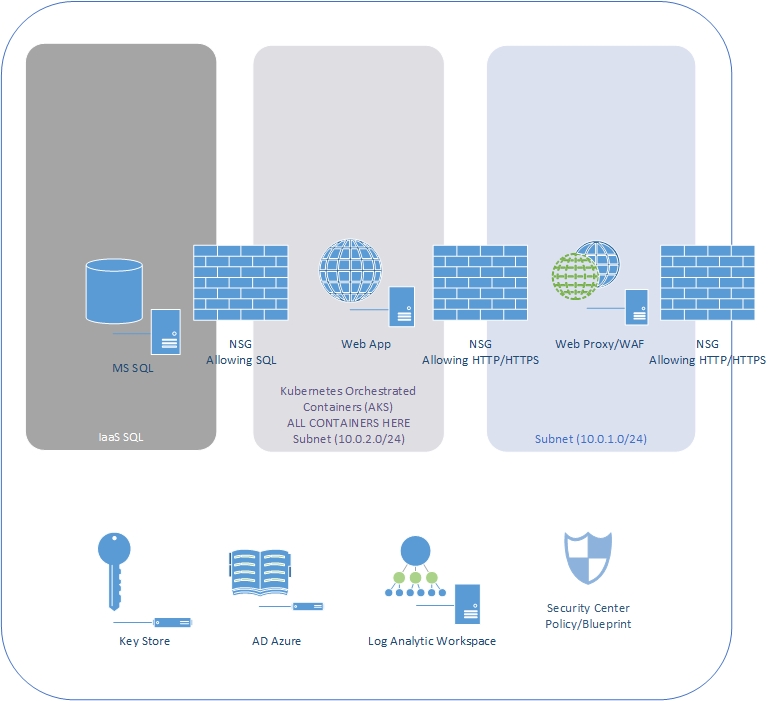 MS SQL
IaaS SQL
NSG
Allowing SQL
Web App
Kubernetes Orchestrated
Containers (AKS)
ALL CONTAINERS HERE
Subnet (10.0.2.0/24)
NSG
Allowing HTTP/HTTPS
Web Proxy/WAF
Subnet (10.0.1.0/24)
NSG
Allowing HTTP/HTTPS
Key Store
AD Azure
Log Analytic Workspace
Security Center
Policy/Blueprint